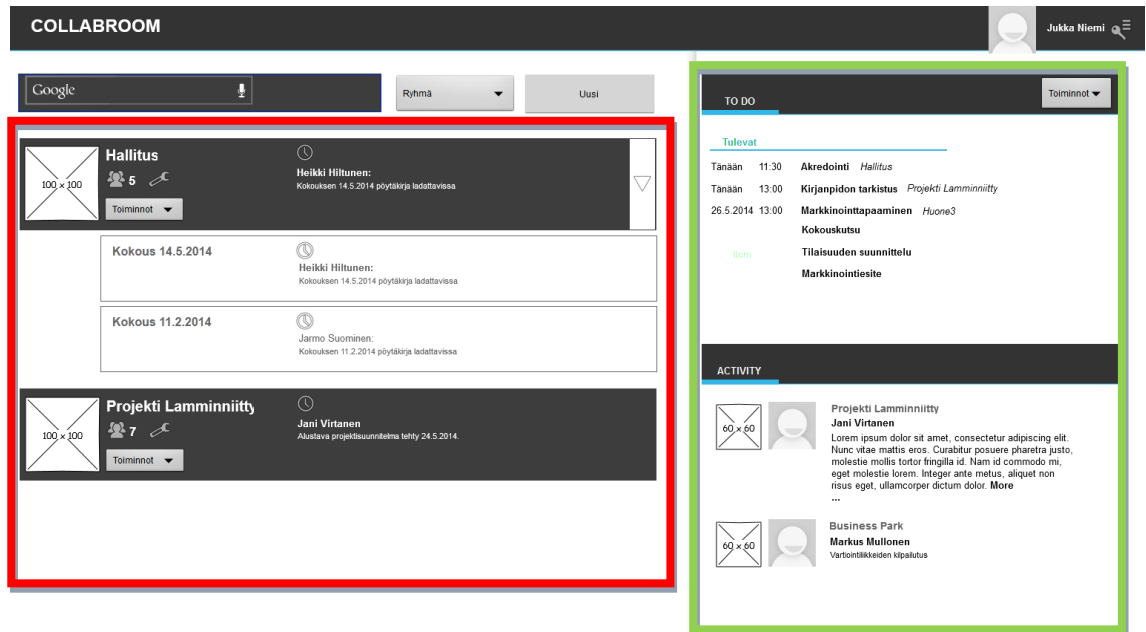 COLLABROOM
Jukka Niemi
Google
Ryhmä
Uusi
Hallitus
100 x 100
5
Toiminnot
Heikki Hiltunen:
Kokouksen 14.5.2014 pöytäkirja ladattavissa
Kokous 14.5.2014
Heikki Hiltunen:
Kokouksen 14.5.2014 pöytäkirja ladattavissa
Kokous 11.2.2014
Jarmo Suominen:
Kokouksen 11.2.2014 pöytäkirja ladattavissa
Projekti Lamminniitty
100 x 100
7
Toiminnot
Jani Virtanen
Alustava projektisuunnitelma tehty 24.5.2014.
TO DO
Toiminnot
Tulevat
Tänään 11:30 Akredointi Hallitus
Tänään 13:00 Kirjanpidon tarkistus Projekti Lamminniitty
26.5.2014 13:00 Markkinointtapaaminen Huone3
Kokouskutsu
Tilaisuuden suunnittelu
Markkinointiesite
ACTIVITY
60 x 60
Projekti Lamminniitty
Jani Virtanen
Lorem ipsum dolor sit amet, consectetur adipiscing elit.
Nunc vitae mattis eros. Curabitur posuere pharetra justo,
molestie mollis tortor fringilla id. Nam id commodo mi,
eget molestie lorem. Integer ante metus, aliquet non
risus eget, ullamcorper dictum dolor. More
...
60 x 60
Business Park
Markus Mullonen
Vartiointiliikkeiden kilpailutus